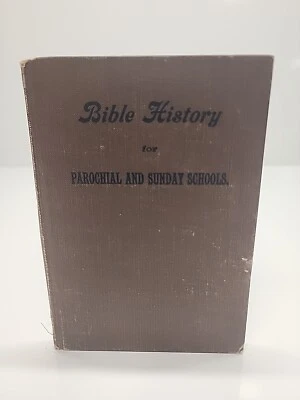 Bible History
for
PAROCHIAL AND SUNDAY SCHOOLS.